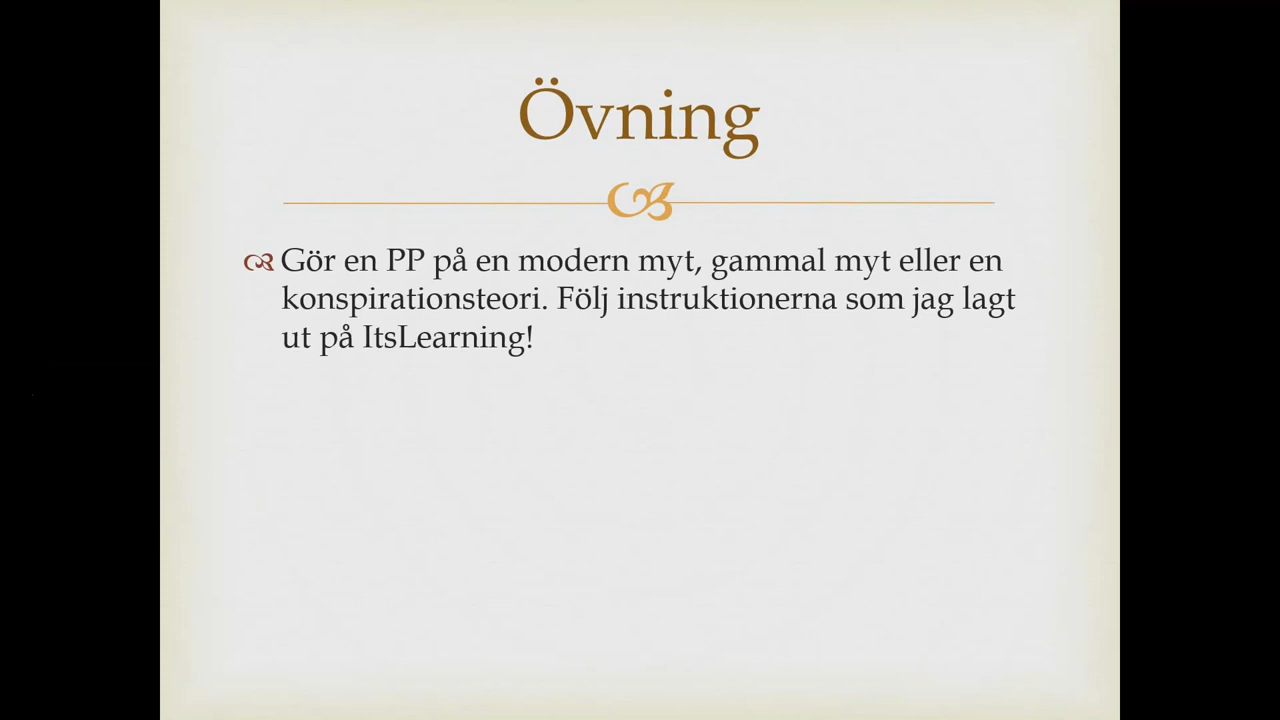 Övning
Gör en PP på en modern myt, gammal myt eller en
konspirationsteori. Följ instruktionerna som jag lagt
ut på ItsLearning!